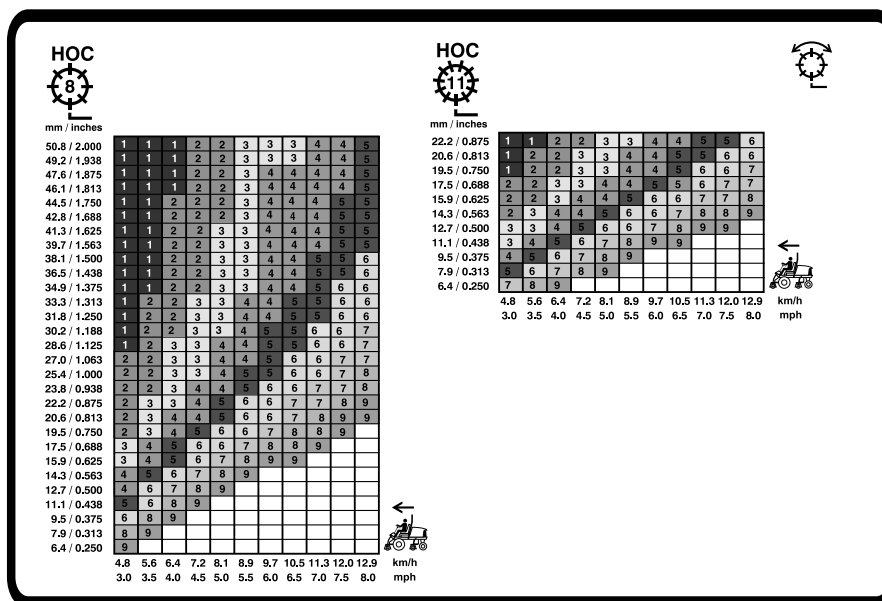 HOC
8
mm / inches
50.8 / 2.000 1 1 1 2 2 3 3 3 4 4 5
49.2 / 1.938 1 1 1 2 2 3 3 3 4 4 5
47.6 / 1.875 1 1 1 2 2 3 4 4 4 4 5
46.1 / 1.813 1 1 1 2 2 3 4 4 4 4 5
44.5 / 1.750 1 1 2 2 2 3 4 4 4 5 5
42.8 / 1.688 1 1 2 2 2 3 4 4 4 5 5
41.3 / 1.625 1 1 2 2 3 3 4 4 4 5 5
39.7 / 1.563 1 1 2 2 3 3 4 4 4 5 5
38.1 / 1.500 1 1 2 2 3 3 4 4 5 5 6
36.5 / 1.438 1 1 2 2 3 3 4 4 5 5 6
34.9 / 1.375 1 1 2 2 3 3 4 4 5 6 6
33.3 / 1.313 1 2 2 3 3 4 4 5 5 6 6
31.8 / 1.250 1 2 2 3 3 4 4 5 5 6 6
30.2 / 1.188 1 2 2 3 3 4 5 5 6 6 7
28.6 / 1.125 1 2 3 3 4 4 5 5 6 6 7
27.0 / 1.063 2 2 3 3 4 4 5 6 6 7 7
25.4 / 1.000 2 2 3 3 4 5 5 6 6 7 8
23.8 / 0.938 2 2 3 4 4 5 6 6 7 7 8
22.2 / 0.875 2 3 3 4 5 6 6 7 7 8 9
20.6 / 0.813 2 3 4 4 5 6 6 7 8 9 9
19.5 / 0.750 2 3 4 5 6 6 7 7 8 9
17.5 / 0.688 3 4 5 6 6 7 8 8 9
15.9 / 0.625 3 4 5 6 7 8 9 9
14.3 / 0.563 4 5 6 7 8 9
12.7 / 0.500 4 6 7 8 9
11.1 / 0.438 5 6 8 9
9.5 / 0.375 6 8 9
7.9 / 0.313 8 9
6.4 / 0.250 9
4.8 5.6 6.4 7.2 8.1 8.9 9.7 10.5 11.3 12.0 12.9 km/h
3.0 3.5 4.0 4.5 5.0 5.5 6.0 6.5 7.0 7.5 8.0 mph
HOC
11
mm / inches
22.2 / 0.875 1 1 2 2 3 3 4 4 5 5 6
20.6 / 0.813 1 2 2 3 3 4 4 5 5 6 6
19.5 / 0.750 1 2 2 3 3 4 4 5 6 6 7
17.5 / 0.688 2 2 3 3 4 4 5 5 6 7 7
15.9 / 0.625 2 2 3 4 4 5 6 6 7 7 8
14.3 / 0.563 2 3 4 4 5 6 6 7 8 8 9
12.7 / 0.500 3 3 4 5 6 6 7 8 9 9
11.1 / 0.438 3 4 5 6 7 8 9 9
9.5 / 0.375 4 5 6 7 8 9
7.9 / 0.313 5 6 7 8 9
6.4 / 0.250 7 8 9
4.8 5.6 6.4 7.2 8.1 8.9 9.7 10.5 11.3 12.0 12.9 km/h
3.0 3.5 4.0 4.5 5.0 5.5 6.0 6.5 7.0 7.5 8.0 mph